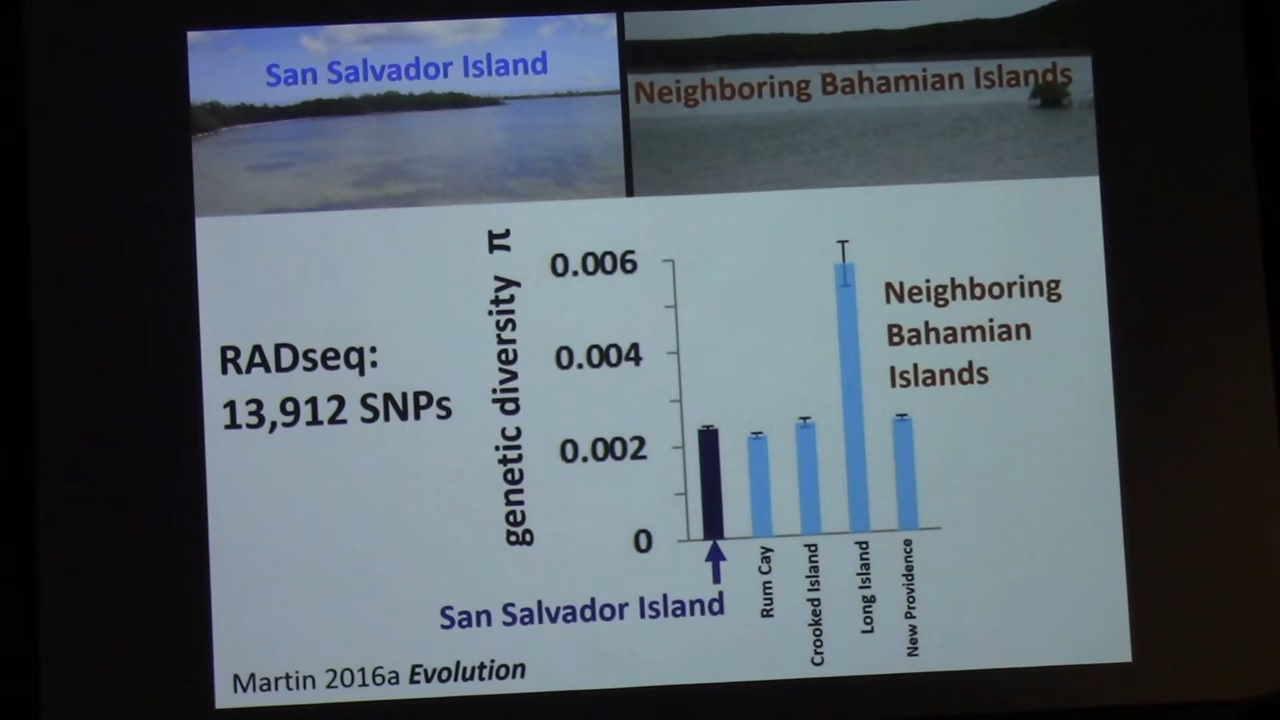 San Salvador Island
Neighboring Bahamian Islands
RADseq:
13,912 SNPs
genetic diversity π
0.006
0.004
0.002
0
Neighboring
Bahamian
Islands
San Salvador Island
Rum Cay
Crooked Island
Long Island
New Providence
Martin 2016a Evolution